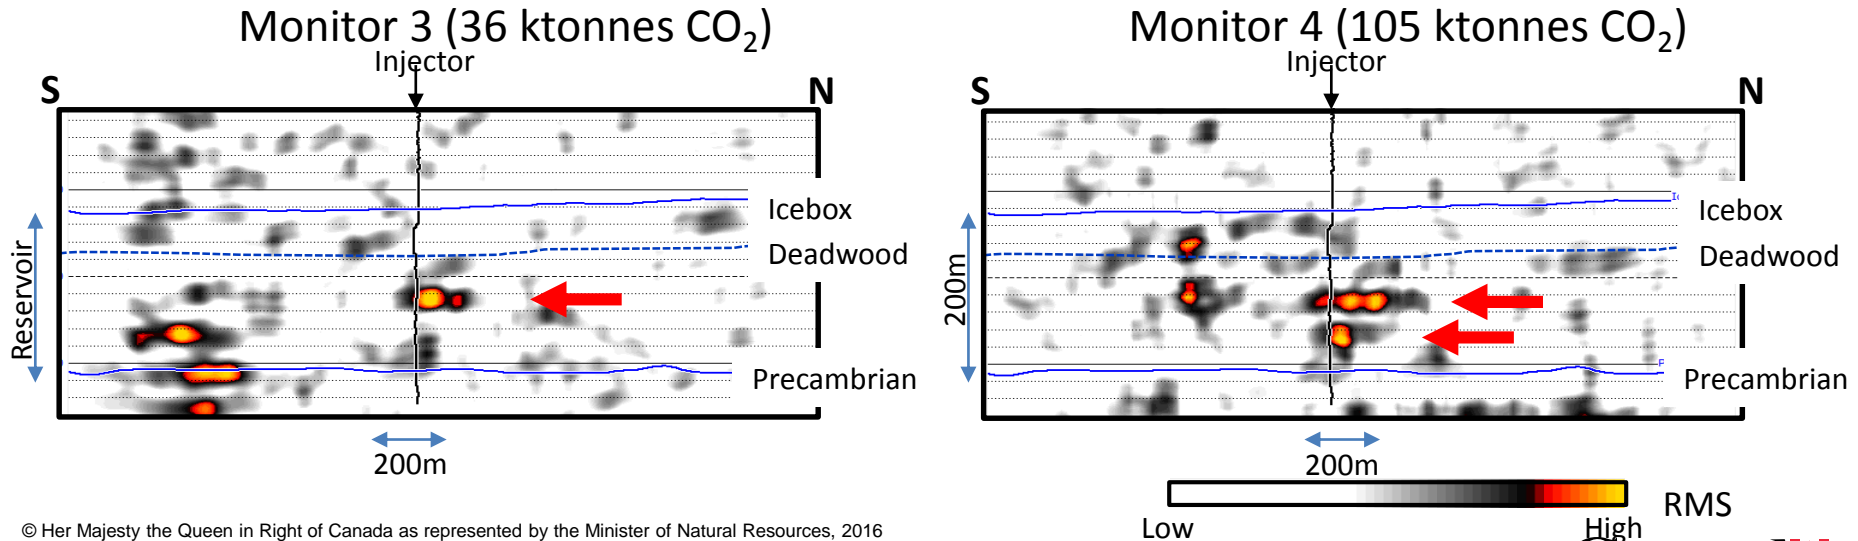 Monitor 3 (36 ktonnes CO₂)
Injector
S
N
Icebox
Deadwood
Precambrian
Reservoir
200m
Monitor 4 (105 ktonnes CO₂)
Injector
S
N
Icebox
Deadwood
Precambrian
200m
200m
Low
High
RMS
© Her Majesty the Queen in Right of Canada as represented by the Minister of Natural Resources, 2016